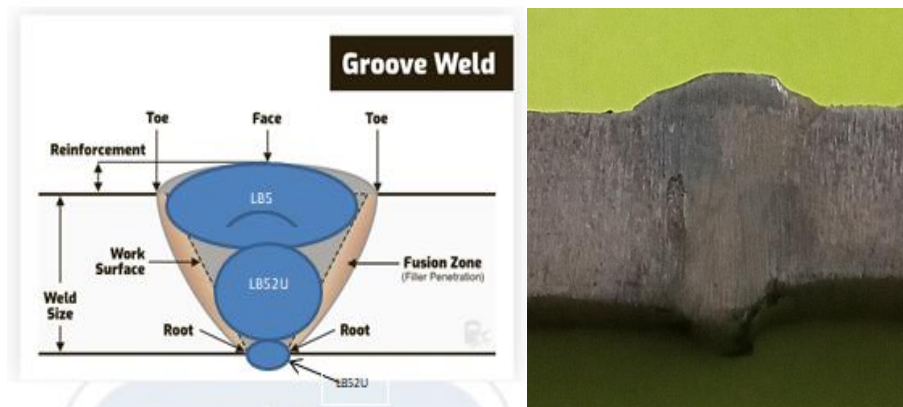 Groove Weld
Toe
Face
Toe
Reinforcement
LB5
Work
Surface
Fusion Zone
(Filler Penetration)
LB52U
Weld
Size
Root
Root
LB52U